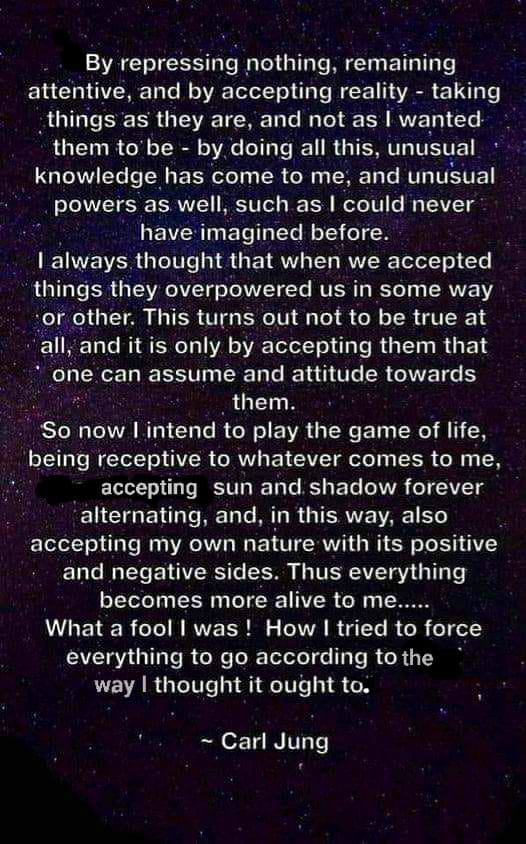 By repressing nothing, remaining
attentive, and by accepting reality - taking
things as they are, and not as I wanted
them to be - by doing all this, unusual
knowledge has come to me, and unusual
powers as well, such as I could never
have imagined before.
I always thought that when we accepted
things they overpowered us in some way
or other. This turns out not to be true at
all, and it is only by accepting them that
one can assume and attitude towards
them.
So now I intend to play the game of life,
being receptive to whatever comes to me,
accepting sun and shadow forever
alternating, and, in this way, also
accepting my own nature with its positive
and negative sides. Thus everything
becomes more alive to me.....
What a fool I was ! How I tried to force
everything to go according to the
way I thought it ought to.
~ Carl Jung